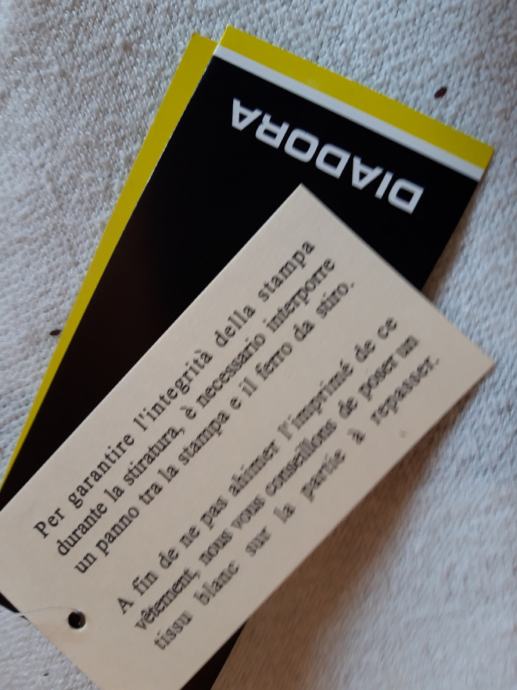 DIADORA
Per garantire l'integrità della stampa
durante la stiratura, è necessario interporre
un panno tra la stampa e il ferro da stiro.
A fin de ne pas abimer l'imprimé de ce
vêtement, nous vous conseillons de poser un
tissu blanc sur la partie à repasser.